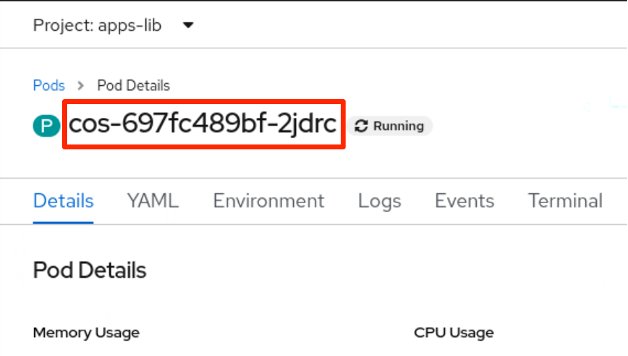 Project: apps-lib
Pods > Pod Details
P cos-697fc489bf-2jdrc Running
Details YAML Environment Logs Events Terminal
Pod Details
Memory Usage CPU Usage